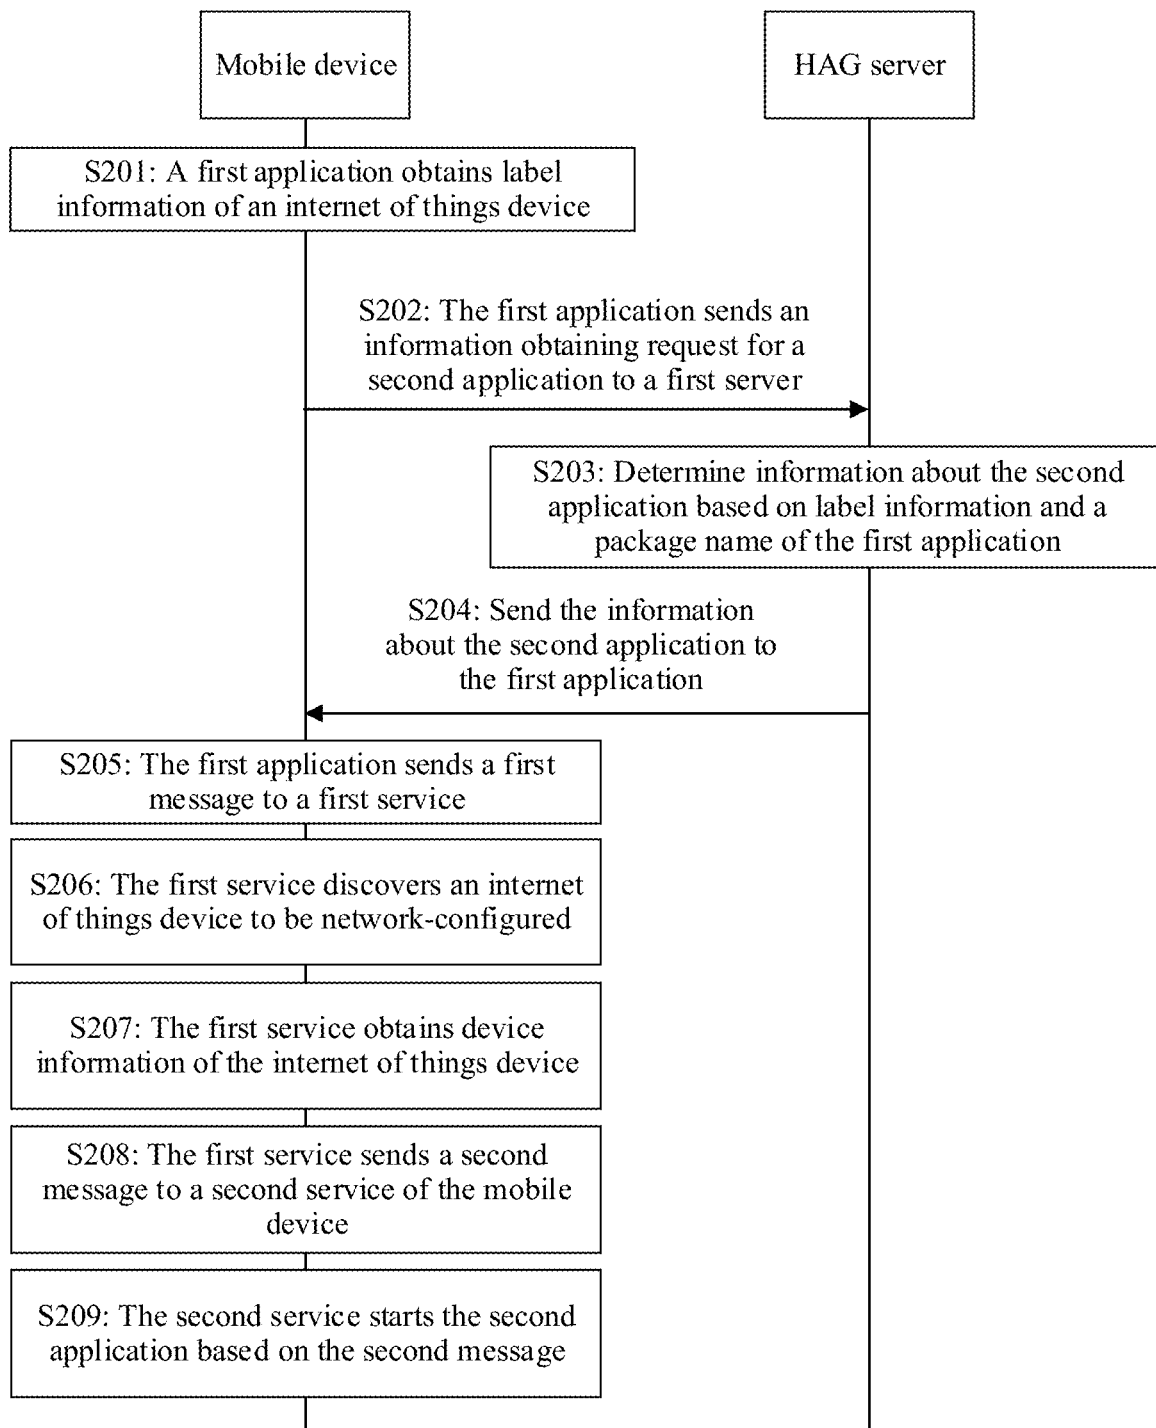 Mobile device
HAG server
S201: A first application obtains label
information of an internet of things device
S202: The first application sends an
information obtaining request for a
second application to a first server
S203: Determine information about the second
application based on label information and a
package name of the first application
S204: Send the information
about the second application to
the first application
S205: The first application sends a first
message to a first service
S206: The first service discovers an internet
of things device to be network-configured
S207: The first service obtains device
information of the internet of things device
S208: The first service sends a second
message to a second service of the mobile
device
S209: The second service starts the second
application based on the second message